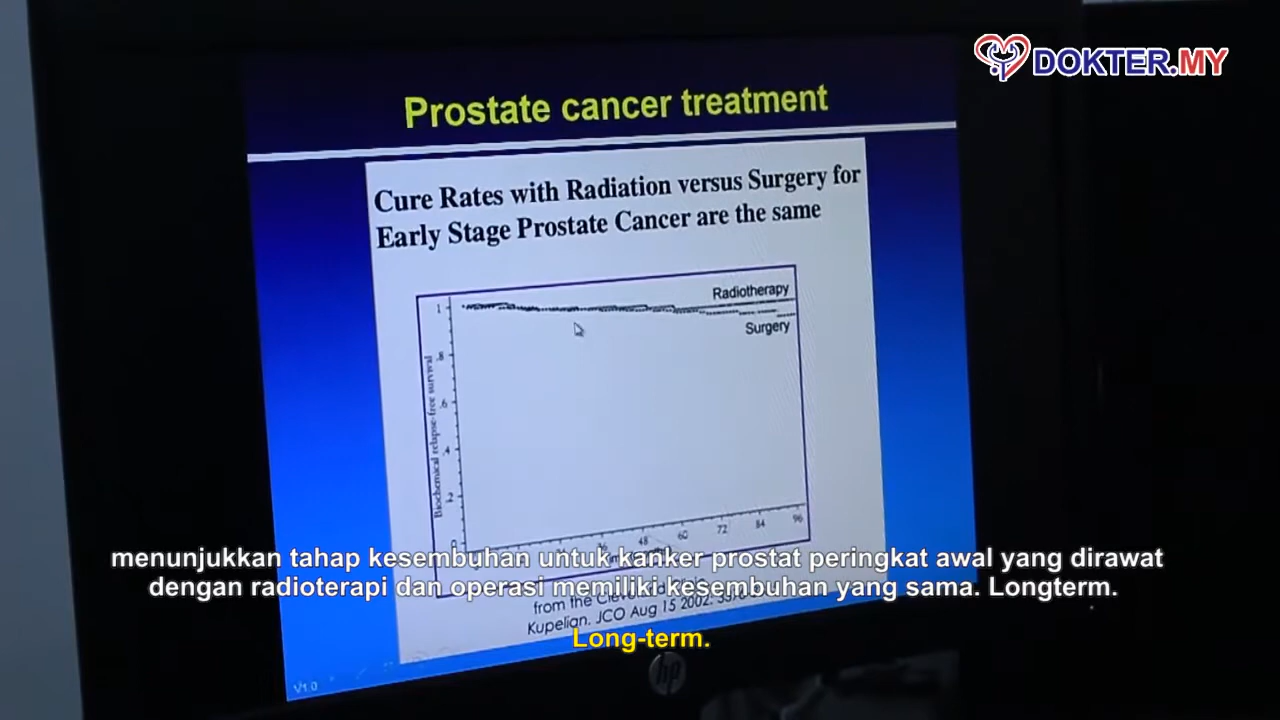 DOKTER.MY
Prostate cancer treatment
Cure Rates with Radiation versus Surgery for
Early Stage Prostate Cancer are the same
Radiotherapy
Surgery
Biochemical relapse-free survival
1
.8
.6
.4
.2
0
36 48 60 72 84 96
menunjukkan tahap kesembuhan untuk kanker prostat peringkat awal yang dirawat
dengan radioterapi dan operasi memiliki kesembuhan yang sama. Longterm.
from the
Kupelian, JCO Aug 15 2002:
Long-term.
hp
V1.0